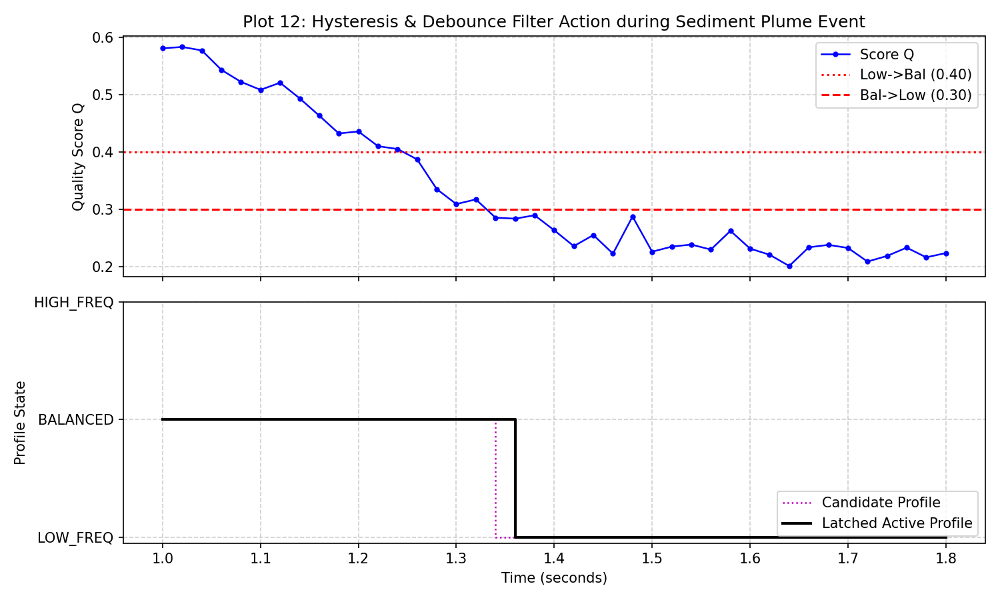 Plot 12: Hysteresis & Debounce Filter Action during Sediment Plume Event
Quality Score Q
0.6
0.5
0.4
0.3
0.2
Score Q
Low->Bal (0.40)
Bal->Low (0.30)
Profile State
HIGH_FREQ
BALANCED
LOW_FREQ
Candidate Profile
Latched Active Profile
1.0 1.1 1.2 1.3 1.4 1.5 1.6 1.7 1.8
Time (seconds)